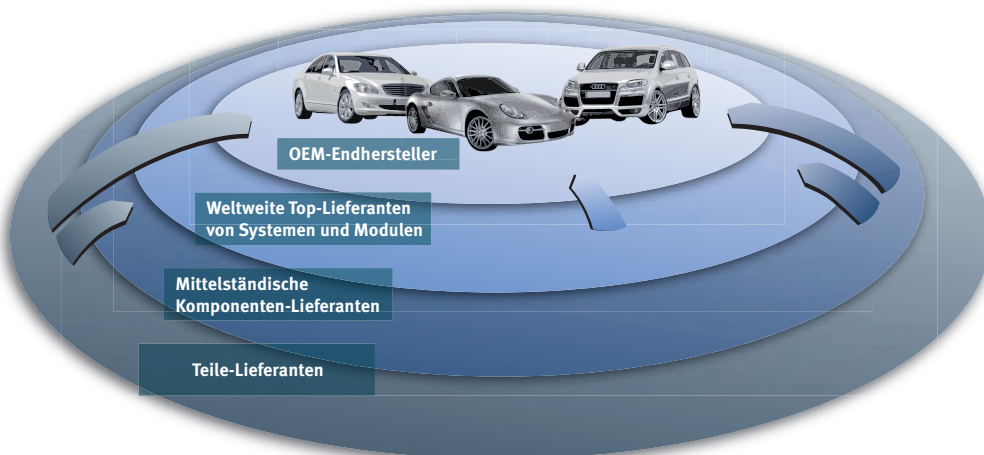 OEM-Endhersteller
Weltweite Top-Lieferanten
von Systemen und Modulen
Mittelständische
Komponenten-Lieferanten
Teile-Lieferanten